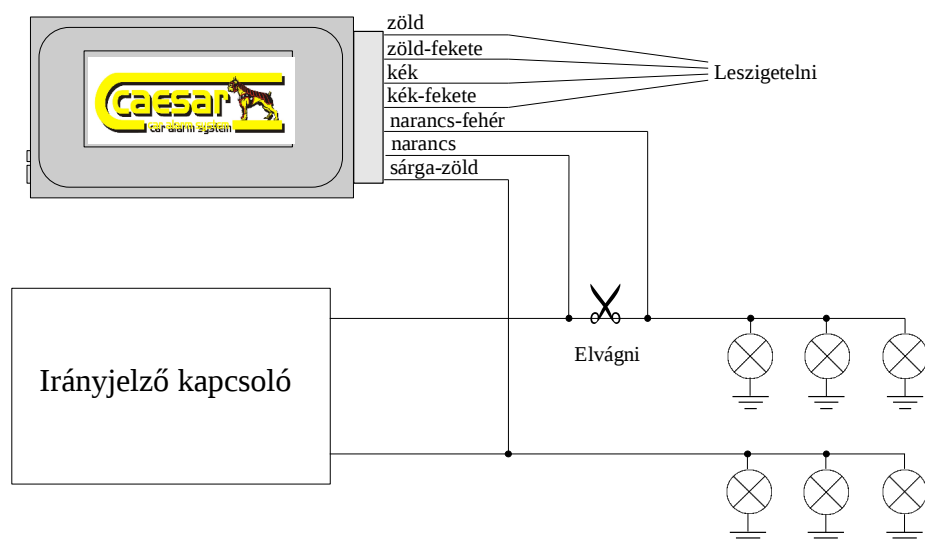 zöld
zöld-fekete
kék
kék-fekete
narancs-fehér
narancs
sárga-zöld
Leszigetelni
caesar
car alarm system
Elvágni
Irányjelző kapcsoló